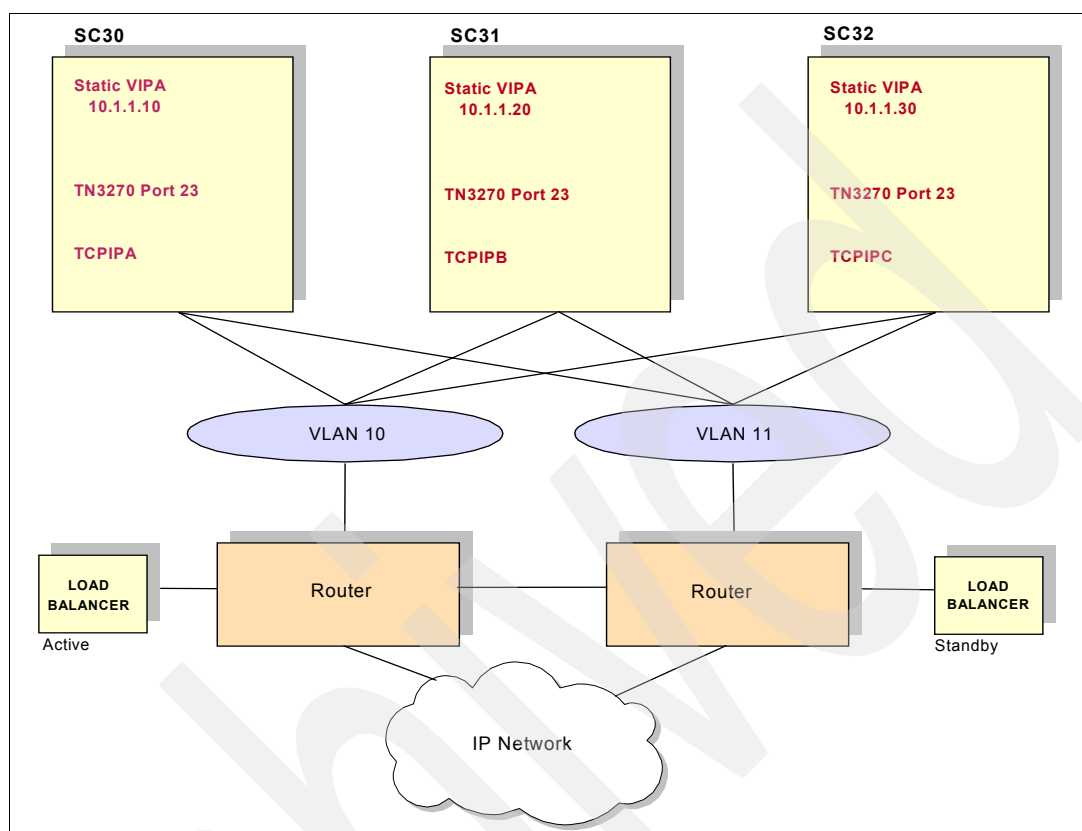 SC30
SC31
SC32
Static VIPA
10.1.1.10
TN3270 Port 23
TCPIPA
Static VIPA
10.1.1.20
TN3270 Port 23
TCPIPB
Static VIPA
10.1.1.30
TN3270 Port 23
TCPIPC
VLAN 10
VLAN 11
LOAD
BALANCER
Active
Router
Router
LOAD
BALANCER
Standby
IP Network
hived